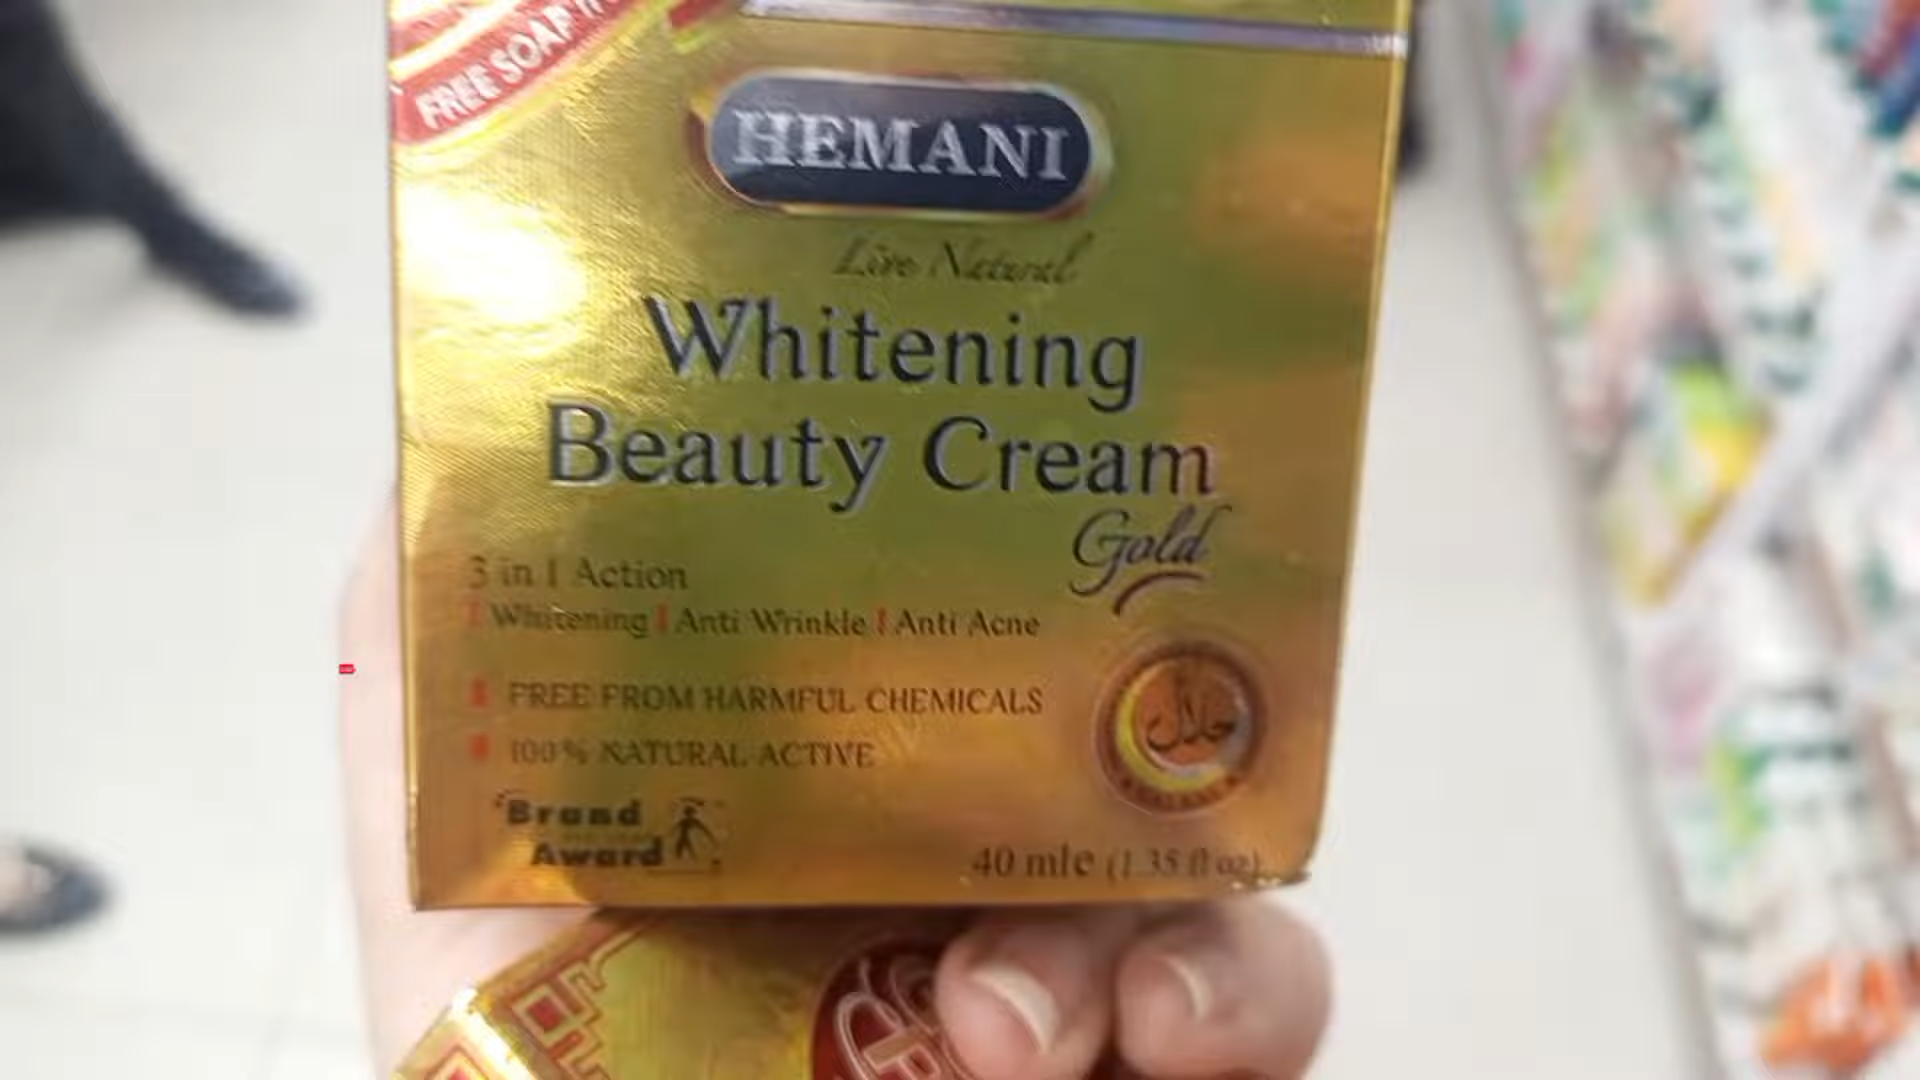 FREE SOAP
HEMANI
Live Natural
Whitening
Beauty Cream
Gold
3 in 1 Action
Whitening Anti Wrinkle Anti Acne
FREE FROM HARMFUL CHEMICALS
100% NATURAL ACTIVE
حلال
Brand
Award
40 mle (1.35 fl oz)